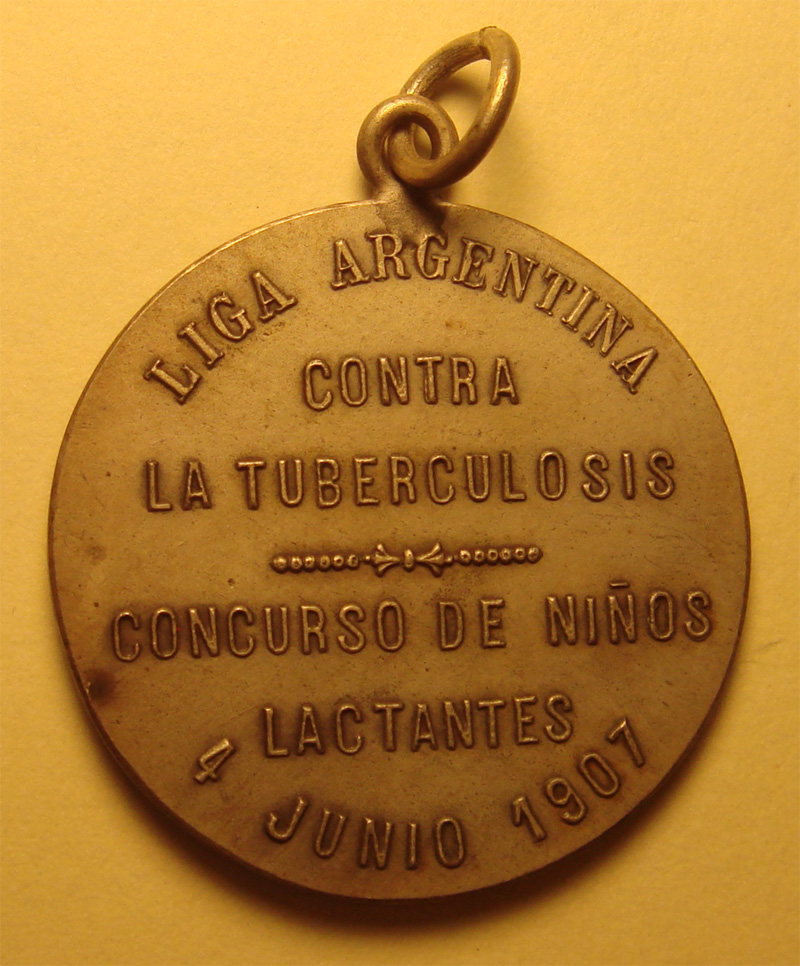 LIGA ARGENTINA
CONTRA
LA TUBERCULOSIS
CONCURSO DE NIÑOS
LACTANTES
4 JUNIO 1907